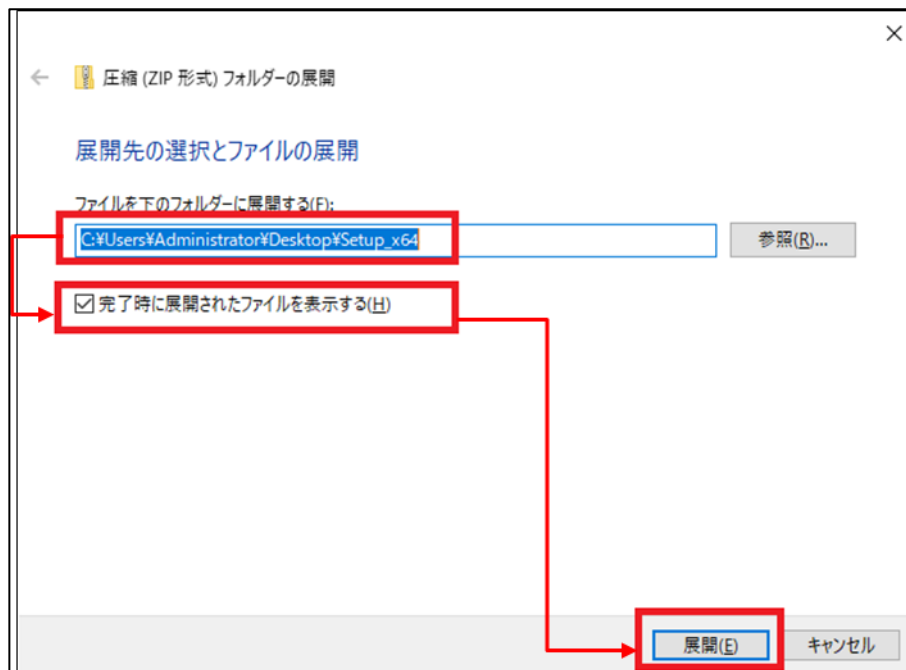 圧縮 (ZIP 形式) フォルダーの展開
展開先の選択とファイルの展開
ファイルを下のフォルダーに展開する(F):
C:¥Users¥Administrator¥Desktop¥Setup_x64
参照(R)...
完了時に展開されたファイルを表示する(H)
展開(E)
キャンセル